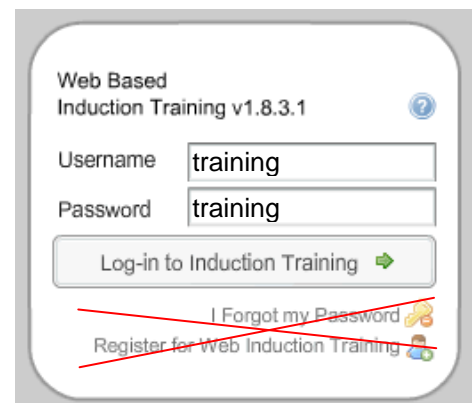 Web Based
Induction Training v1.8.3.1
Username training
Password training
Log-in to Induction Training
I Forgot my Password
Register for Web Induction Training